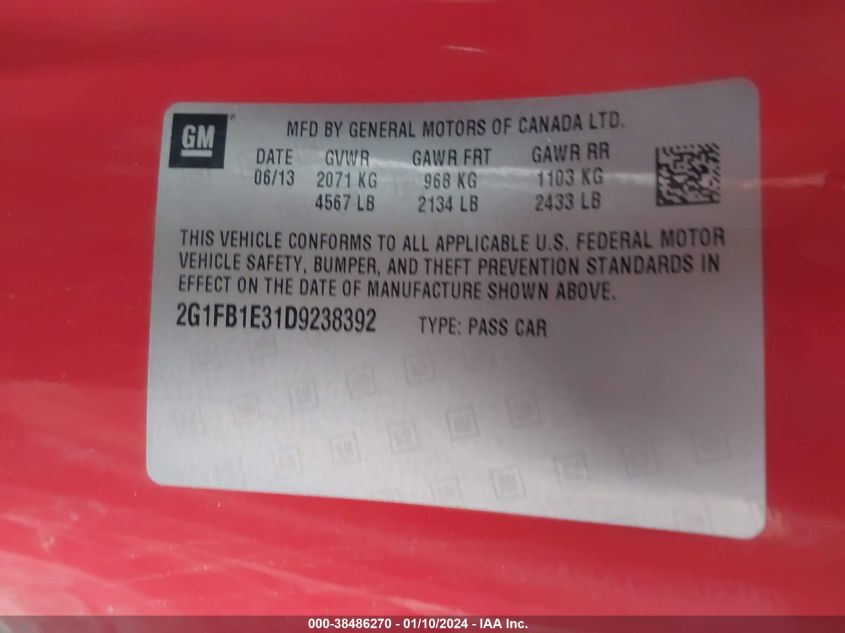 GM
MFD BY GENERAL MOTORS OF CANADA LTD.
DATE GVWR GAWR FRT GAWR RR
06/13 2071 KG 968 KG 1103 KG
4567 LB 2134 LB 2433 LB
THIS VEHICLE CONFORMS TO ALL APPLICABLE U.S. FEDERAL MOTOR
VEHICLE SAFETY, BUMPER, AND THEFT PREVENTION STANDARDS IN
EFFECT ON THE DATE OF MANUFACTURE SHOWN ABOVE.
2G1FB1E31D9238392 TYPE: PASS CAR
000-38486270 - 01/10/2024 - IAA Inc.